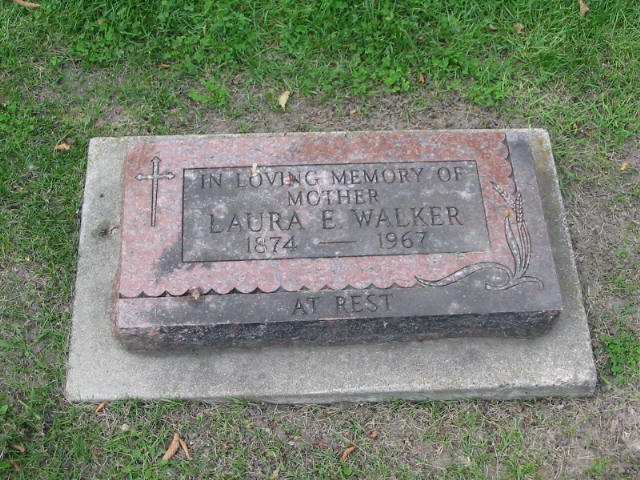 IN LOVING MEMORY OF
MOTHER
LAURA E. WALKER
1874 — 1967
AT REST